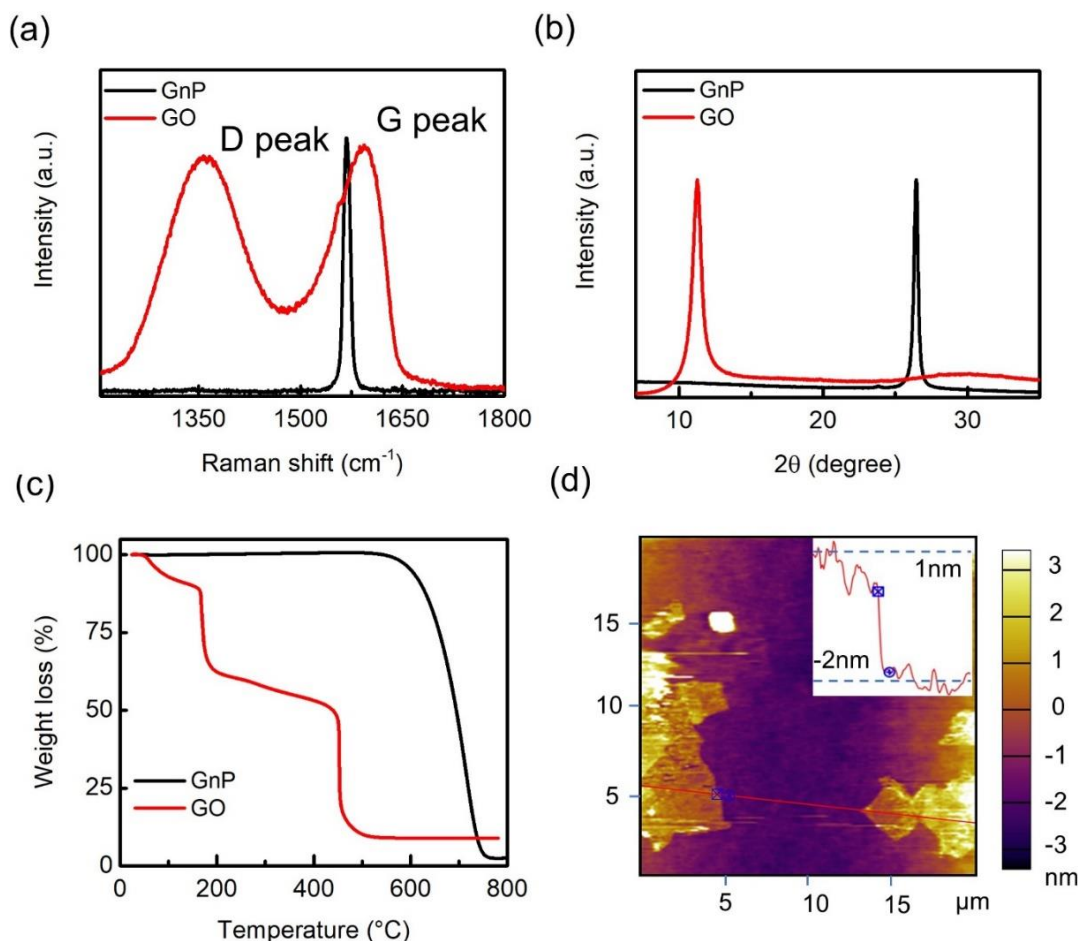 (a)
GnP
GO
D peak
G peak
Intensity (a.u.)
1350
1500
1650
1800
Raman shift (cm⁻¹)
(b)
GnP
GO
Intensity (a.u.)
10
20
30
2θ (degree)
(c)
100
75
50
25
0
Weight loss (%)
GnP
GO
0
200
400
600
800
Temperature (°C)
(d)
1nm
-2nm
15
10
5
5
10
15
µm
3
2
1
0
-1
-2
-3
nm